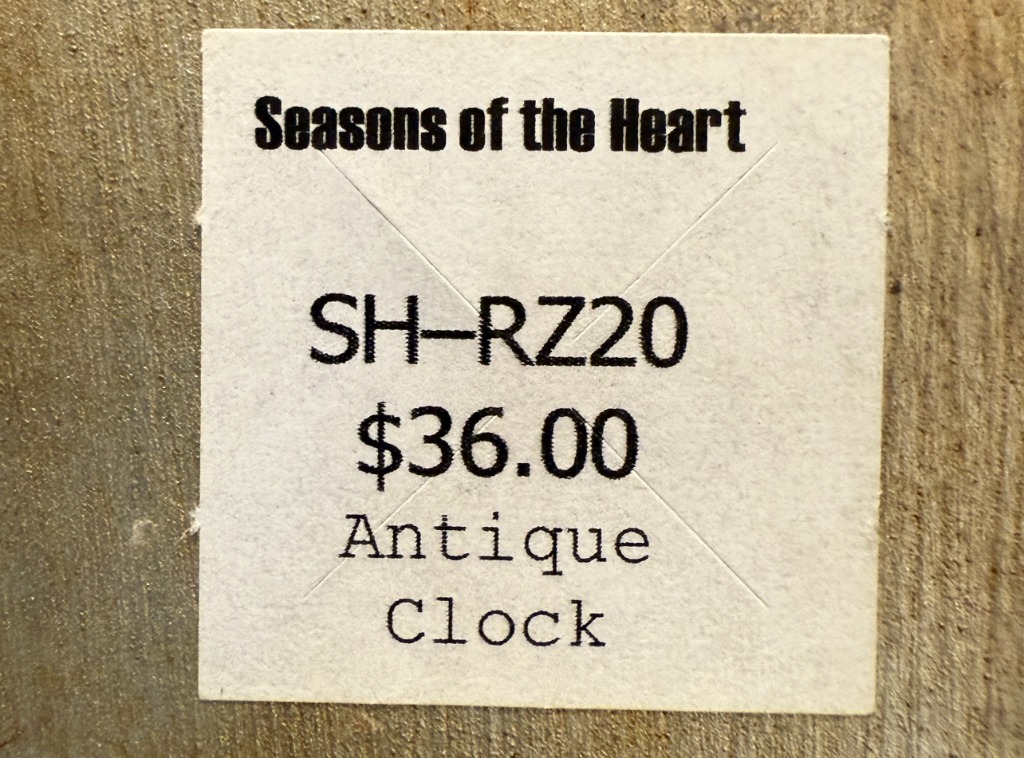 Seasons of the Heart
SH-RZ20
$36.00
Antique
Clock